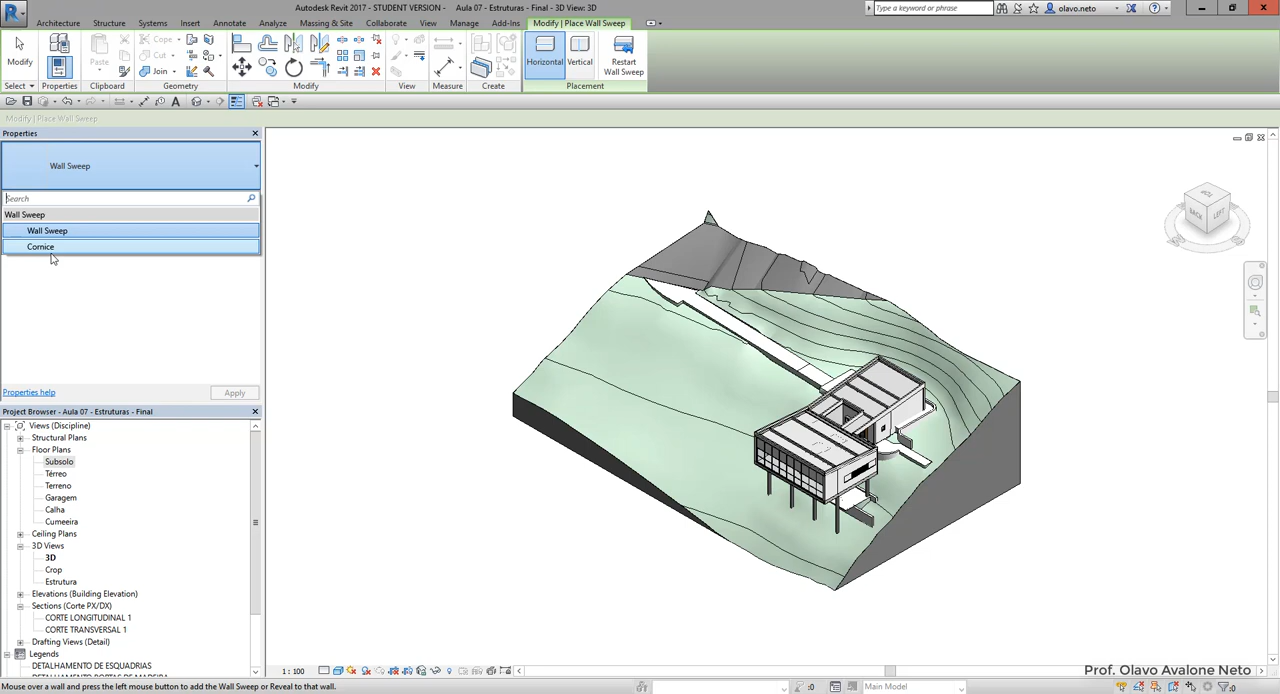 Autodesk Revit 2017 - STUDENT VERSION - Aula 07 - Estruturas - Final - 3D View: 3D
Type a keyword or phrase
olavo.neto
Architecture Structure Systems Insert Annotate Analyze Massing & Site Collaborate View Manage Add-Ins Modify | Place Wall Sweep
Modify
Paste
Cope
Cut
Join
Horizontal
Vertical
Restart
Wall Sweep
Select Properties Clipboard Geometry Modify View Measure Create Placement
Modify | Place Wall Sweep
Properties
Wall Sweep
Search
Wall Sweep
Wall Sweep
Cornice
Properties help
Apply
Project Browser - Aula 07 - Estruturas - Final
Views (Discipline)
Structural Plans
Floor Plans
Subsolo
Térreo
Terreno
Garagem
Calha
Cumeeira
Ceiling Plans
3D Views
3D
Crop
Estrutura
Elevations (Building Elevation)
Sections (Corte PX/DX)
CORTE LONGITUDINAL 1
CORTE TRANSVERSAL 1
Drafting Views (Detail)
Legends
DETALHAMENTO DE ESQUADRIAS
TOP
BACK
LEFT
1 : 100
Prof. Olavo Avalone Neto
Mouse over a wall and press the left mouse button to add the Wall Sweep or Reveal to that wall.
:0
Main Model
:0